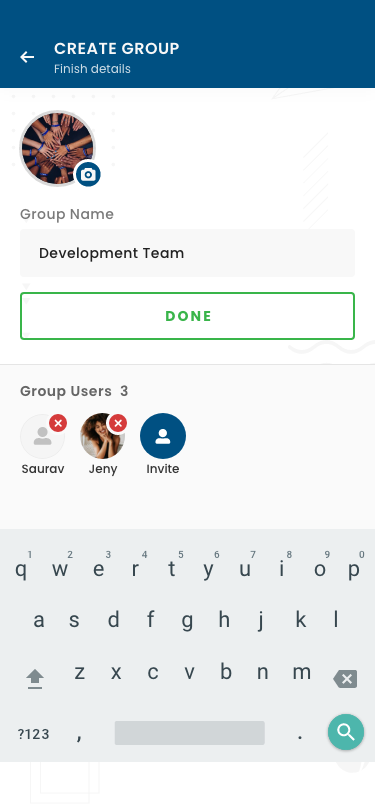 CREATE GROUP
Finish details
Group Name
Development Team
DONE
Group Users 3
Saurav Jeny Invite
1 2 3 4 5 6 7 8 9 0
q w e r t y u i o p
a s d f g h j k l
z x c v b n m
?123 , .